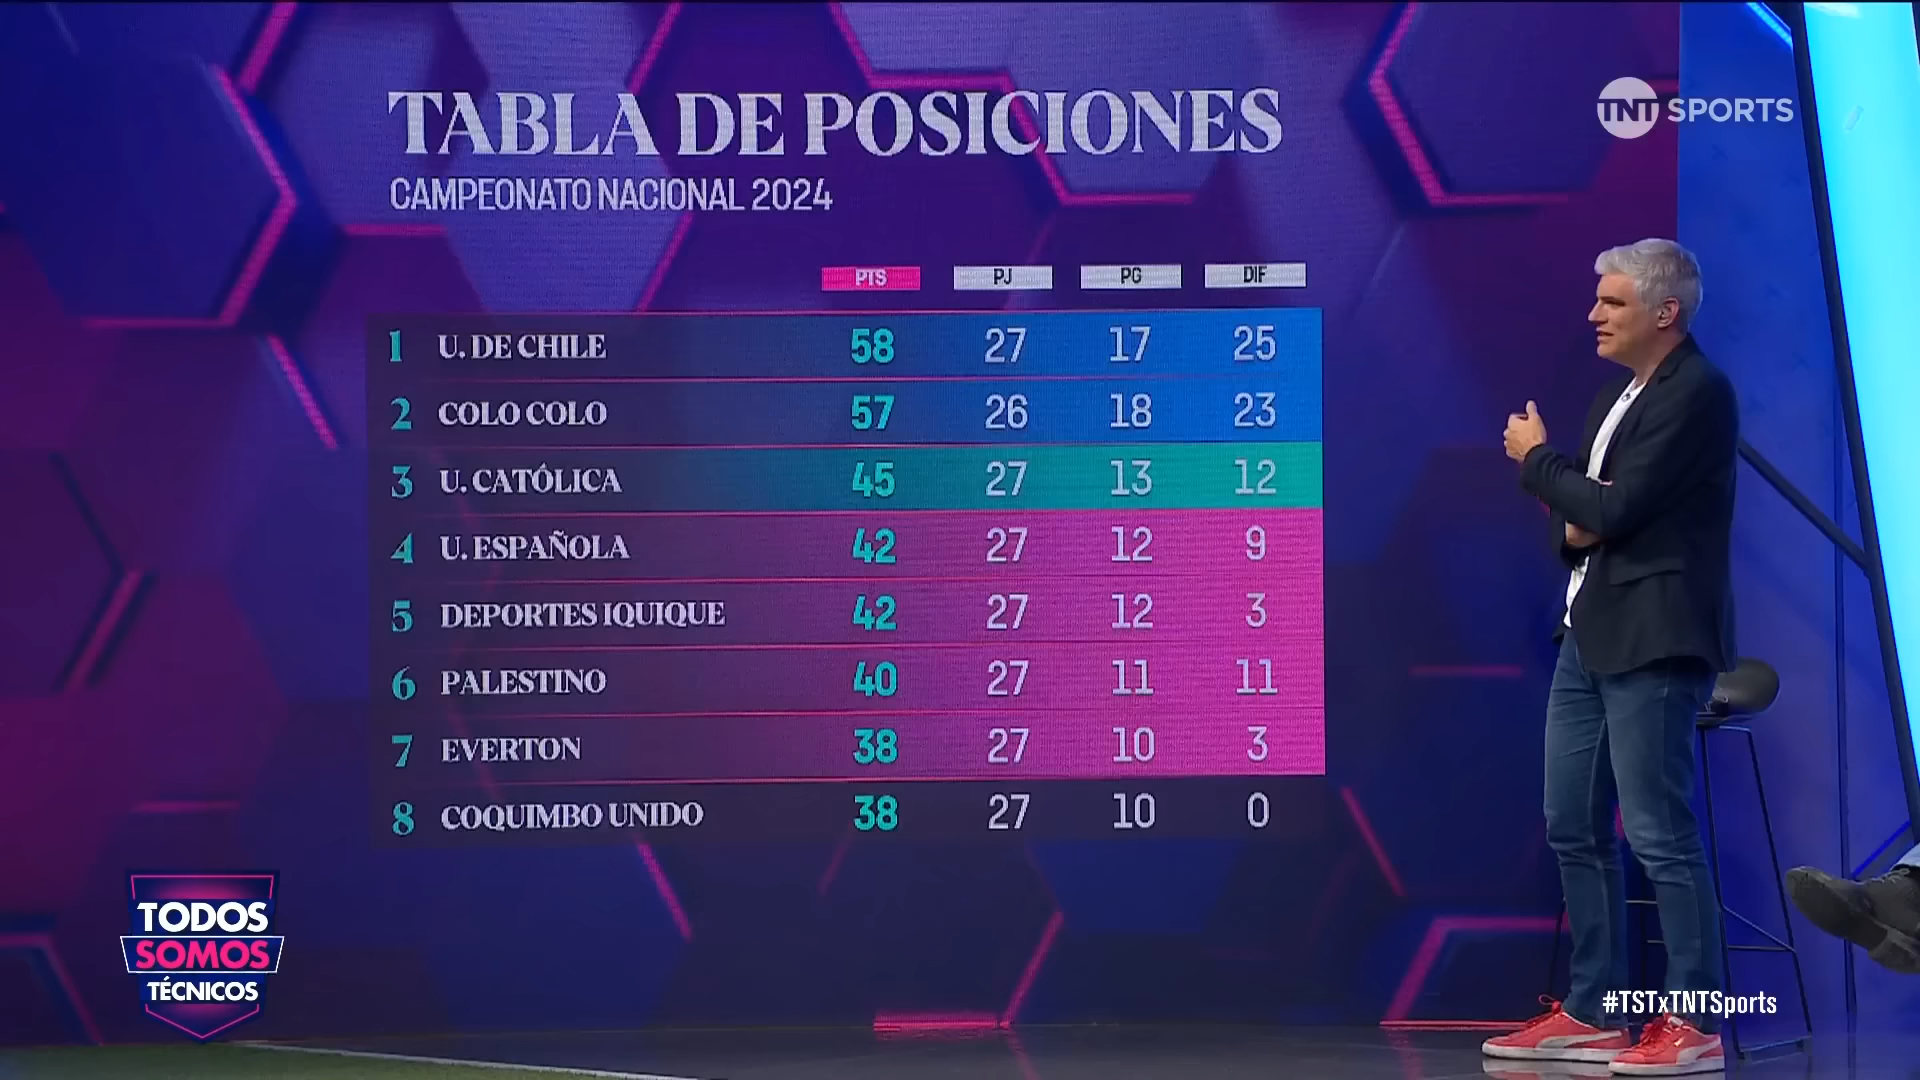 TABLA DE POSICIONES
CAMPEONATO NACIONAL 2024
TNT SPORTS
PTS PJ PG DIF
1 U. DE CHILE 58 27 17 25
2 COLO COLO 57 26 18 23
3 U. CATÓLICA 45 27 13 12
4 U. ESPAÑOLA 42 27 12 9
5 DEPORTES IQUIQUE 42 27 12 3
6 PALESTINO 40 27 11 11
7 EVERTON 38 27 10 3
8 COQUIMBO UNIDO 38 27 10 0
TODOS
SOMOS
TÉCNICOS
#TSTxTNTSports